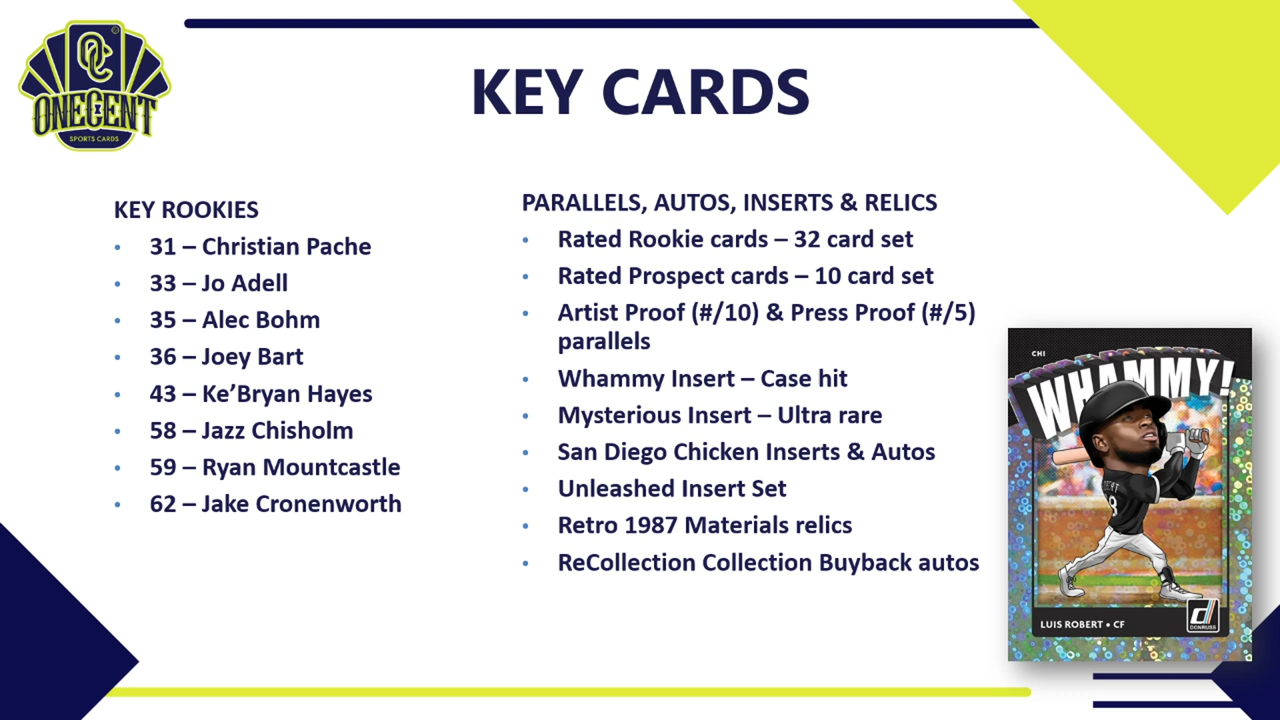 OC
ONECENT
SPORTS CARDS
KEY CARDS
KEY ROOKIES
• 31 – Christian Pache
• 33 – Jo Adell
• 35 – Alec Bohm
• 36 – Joey Bart
• 43 – Ke’Bryan Hayes
• 58 – Jazz Chisholm
• 59 – Ryan Mountcastle
• 62 – Jake Cronenworth
PARALLELS, AUTOS, INSERTS & RELICS
• Rated Rookie cards – 32 card set
• Rated Prospect cards – 10 card set
• Artist Proof (#/10) & Press Proof (#/5)
parallels
• Whammy Insert – Case hit
• Mysterious Insert – Ultra rare
• San Diego Chicken Inserts & Autos
• Unleashed Insert Set
• Retro 1987 Materials relics
• ReCollection Collection Buyback autos
CHI
WHAMMY!
LUIS ROBERT • CF
DONRUSS